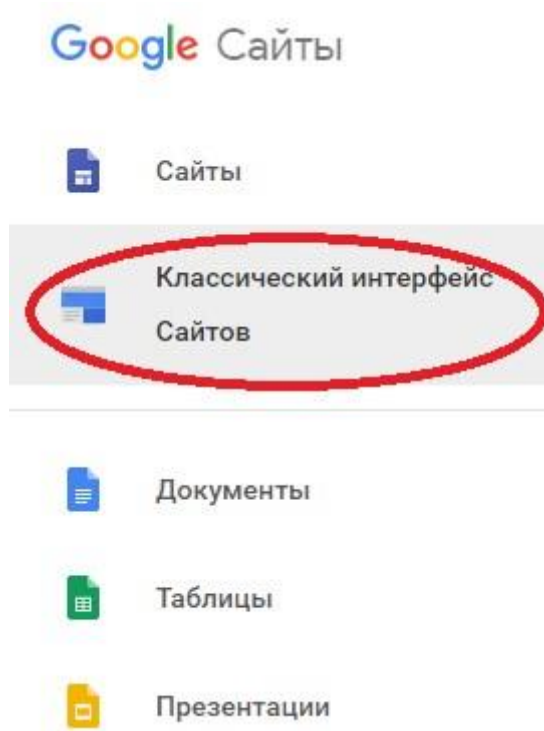 Google Сайты
Сайты
Классический интерфейс
Сайтов
Документы
Таблицы
Презентации